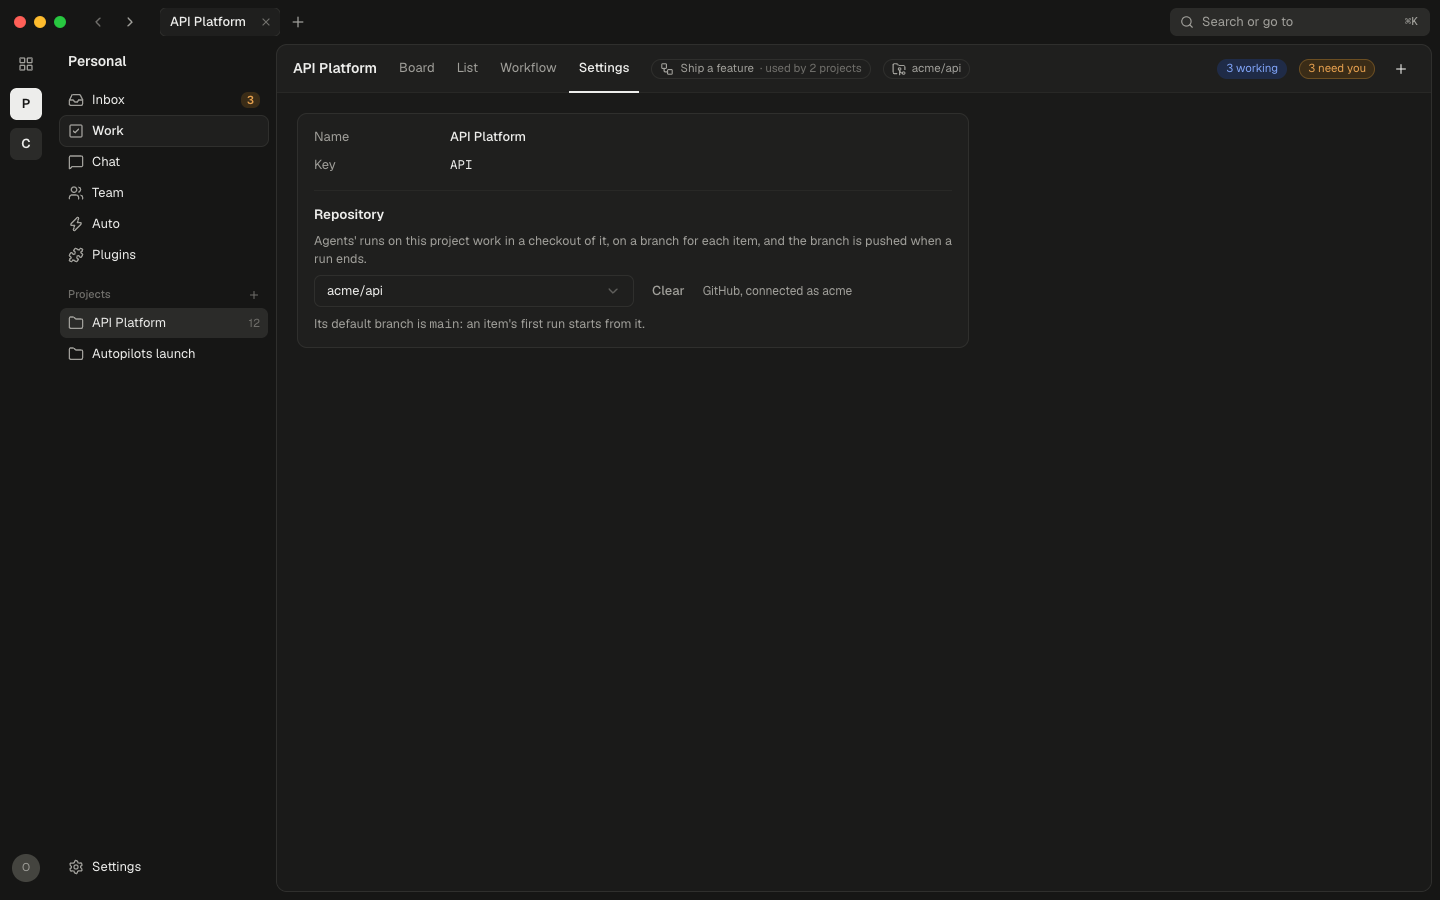 API Platform
Search or go to
⌘K
Personal
P
C
Inbox
3
Work
Chat
Team
Auto
Plugins
Projects
API Platform
12
Autopilots launch
O
Settings
API Platform
Board
List
Workflow
Settings
Ship a feature · used by 2 projects
acme/api
3 working
3 need you
Name
API Platform
Key
API
Repository
Agents' runs on this project work in a checkout of it, on a branch for each item, and the branch is pushed when a
run ends.
acme/api
Clear
GitHub, connected as acme
Its default branch is main: an item's first run starts from it.